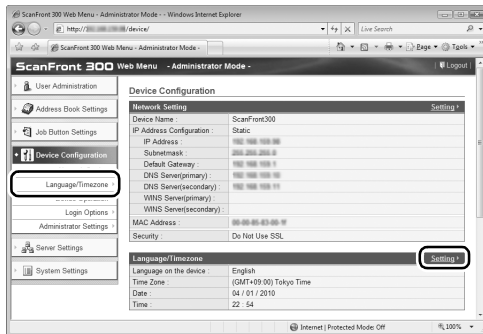 ScanFront 300 Web Menu - Administrator Mode - - Windows Internet Explorer
http:// /device/
Live Search
ScanFront 300 Web Menu - Administrator Mode -
Page Tools
ScanFront 300 Web Menu - Administrator Mode -
Logout
User Administration
Address Book Settings
Job Button Settings
Device Configuration
Language/Timezone
Login Options
Administrator Settings
Server Settings
System Settings
Device Configuration
Network Setting Setting
Device Name : ScanFront300
IP Address Configuration : Static
IP Address :
Subnetmask :
Default Gateway :
DNS Server(primary) :
DNS Server(secondary) :
WINS Server(primary) :
WINS Server(secondary) :
MAC Address :
Security : Do Not Use SSL
Language/Timezone Setting
Language on the device : English
Time Zone : (GMT+09:00) Tokyo Time
Date : 04 / 01 / 2010
Time : 22 : 54
Internet | Protected Mode: Off 100%